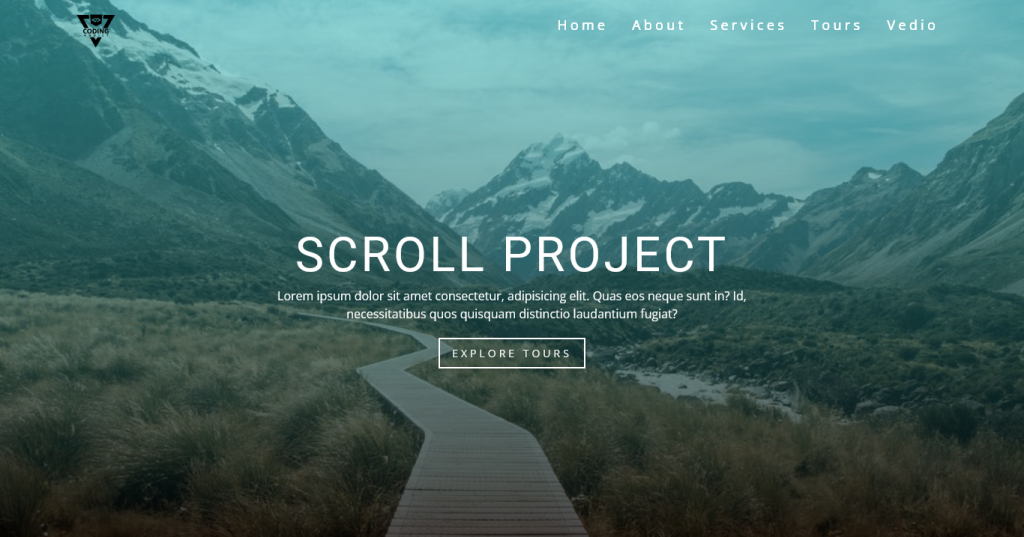 CODING
Home About Services Tours Vedio
SCROLL PROJECT
Lorem ipsum dolor sit amet consectetur, adipisicing elit. Quas eos neque sunt in? Id,
necessitatibus quos quisquam distinctio laudantium fugiat?
EXPLORE TOURS